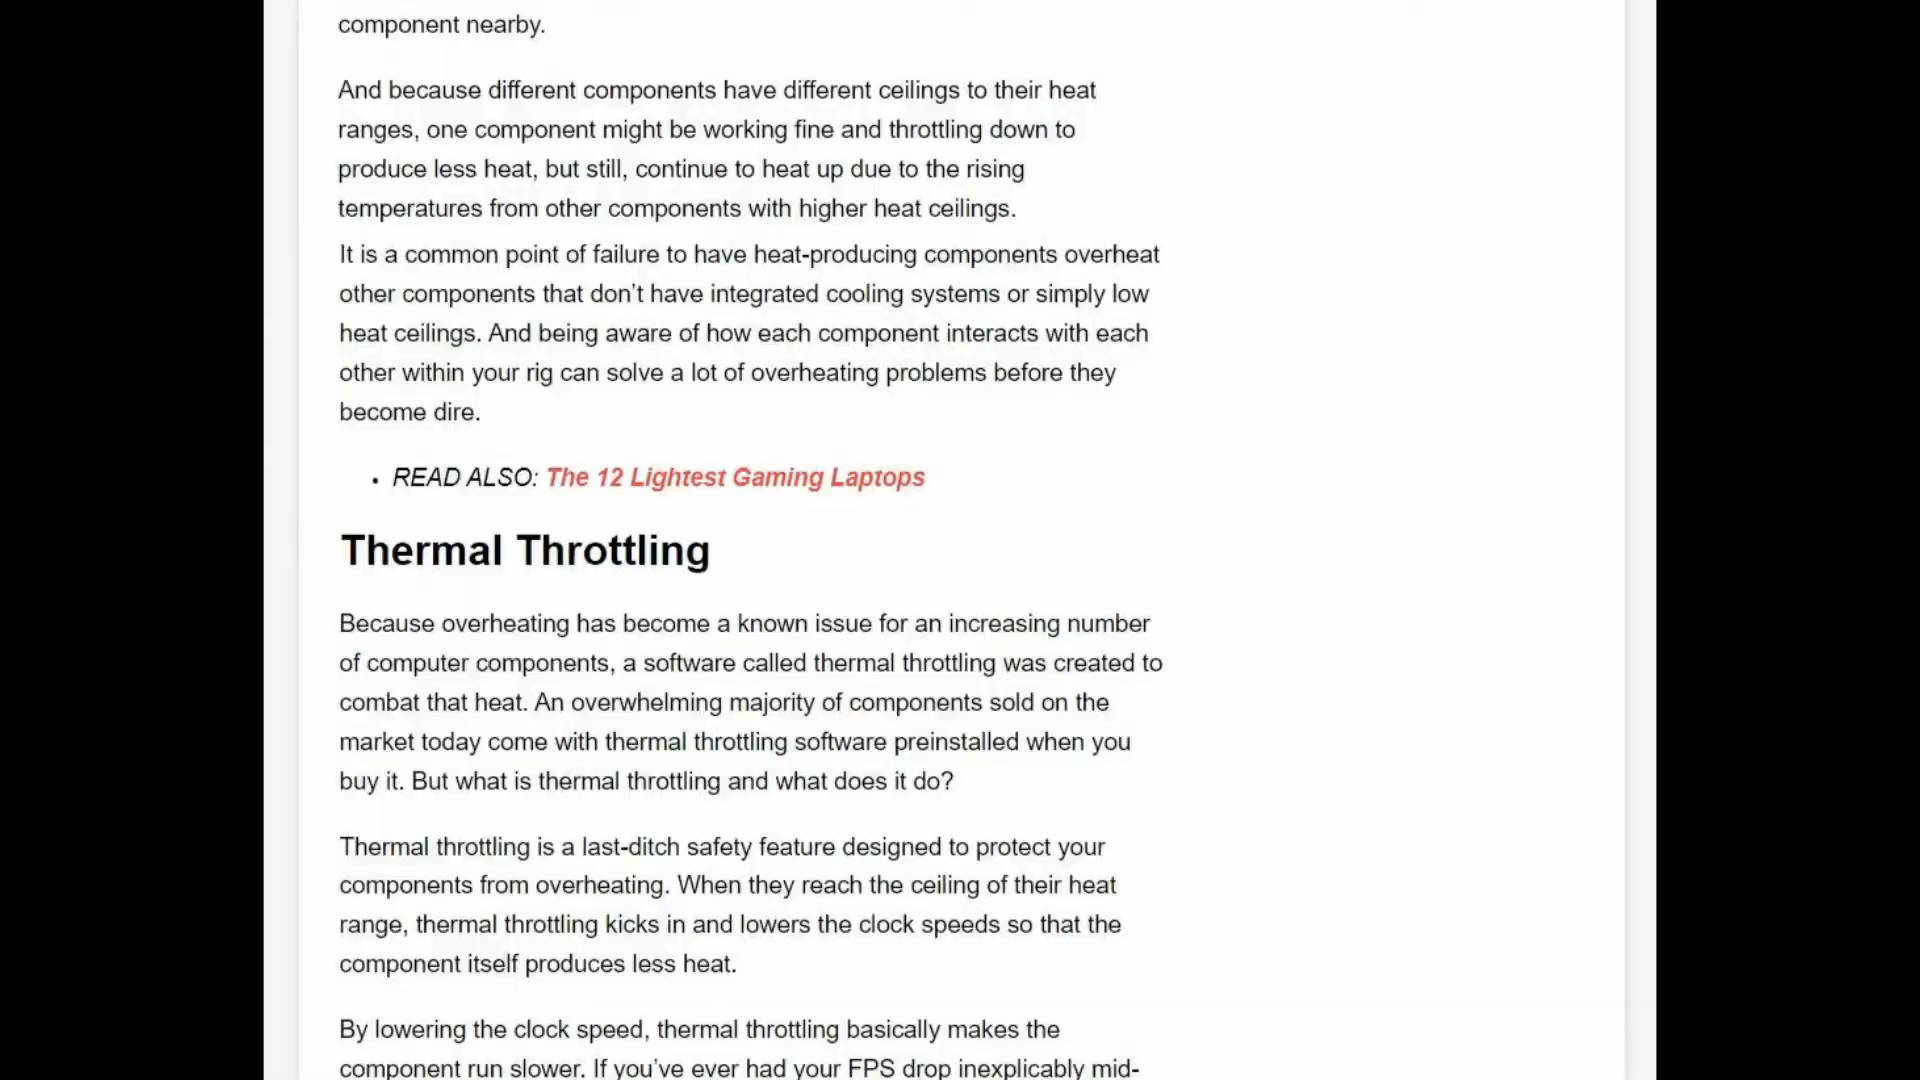 component nearby.
And because different components have different ceilings to their heat
ranges, one component might be working fine and throttling down to
produce less heat, but still, continue to heat up due to the rising
temperatures from other components with higher heat ceilings.
It is a common point of failure to have heat-producing components overheat
other components that don’t have integrated cooling systems or simply low
heat ceilings. And being aware of how each component interacts with each
other within your rig can solve a lot of overheating problems before they
become dire.
• READ ALSO: The 12 Lightest Gaming Laptops
Thermal Throttling
Because overheating has become a known issue for an increasing number
of computer components, a software called thermal throttling was created to
combat that heat. An overwhelming majority of components sold on the
market today come with thermal throttling software preinstalled when you
buy it. But what is thermal throttling and what does it do?
Thermal throttling is a last-ditch safety feature designed to protect your
components from overheating. When they reach the ceiling of their heat
range, thermal throttling kicks in and lowers the clock speeds so that the
component itself produces less heat.
By lowering the clock speed, thermal throttling basically makes the
component run slower. If you’ve ever had your FPS drop inexplicably mid-